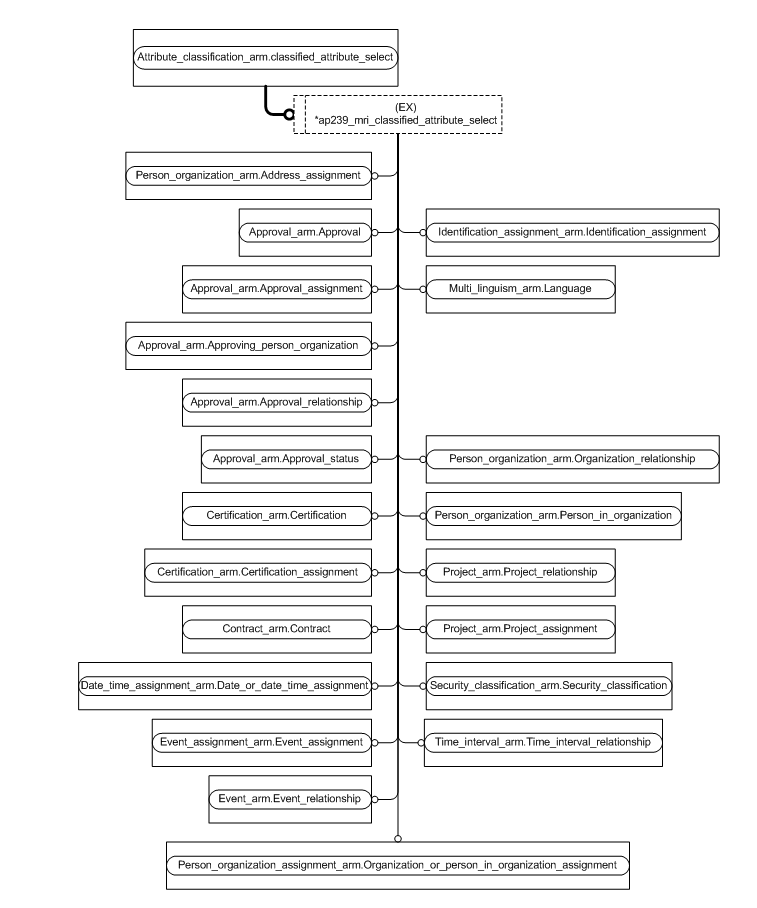 Attribute_classification_arm.classified_attribute_select
(EX)
*ap239_mri_classified_attribute_select
Person_organization_arm.Address_assignment
Approval_arm.Approval
Identification_assignment_arm.Identification_assignment
Approval_arm.Approval_assignment
Multi_linguism_arm.Language
Approval_arm.Approving_person_organization
Approval_arm.Approval_relationship
Approval_arm.Approval_status
Person_organization_arm.Organization_relationship
Certification_arm.Certification
Person_organization_arm.Person_in_organization
Certification_arm.Certification_assignment
Project_arm.Project_relationship
Contract_arm.Contract
Project_arm.Project_assignment
Date_time_assignment_arm.Date_or_date_time_assignment
Security_classification_arm.Security_classification
Event_assignment_arm.Event_assignment
Time_interval_arm.Time_interval_relationship
Event_arm.Event_relationship
Person_organization_assignment_arm.Organization_or_person_in_organization_assignment